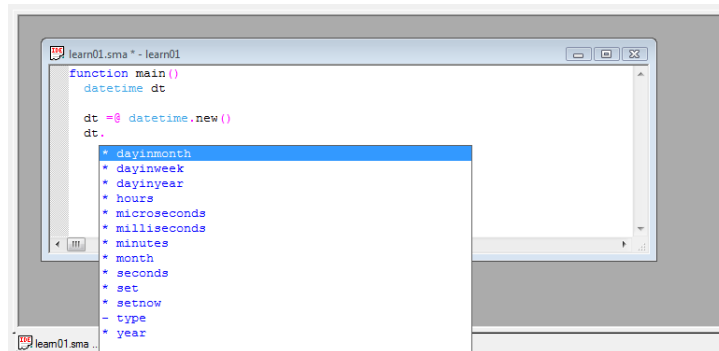 learn01.sma * - learn01
function main()
datetime dt
dt =@ datetime.new()
dt.
* dayinmonth
* dayinweek
* dayinyear
* hours
* microseconds
* milliseconds
* minutes
* month
* seconds
* set
* setnow
- type
* year
learn01.sma ...